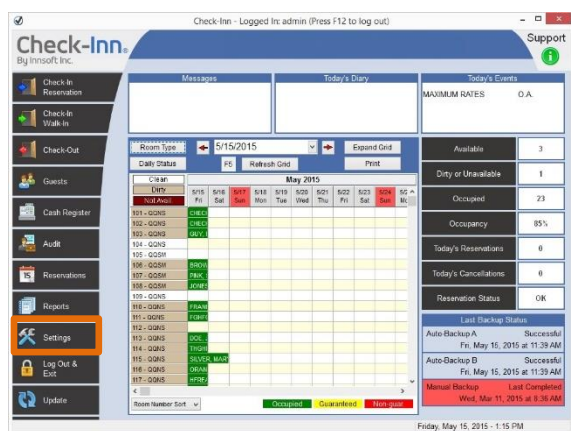 Check-Inn - Logged In: admin (Press F12 to log out)
Check-Inn®
By Innsoft Inc.
Support
Check-In
Reservation
Check-In
Walk-In
Check-Out
Guests
Cash Register
Audit
Reservations
Reports
Settings
Log Out &
Exit
Update
Messages
Today's Diary
Today's Events
MAXIMUM RATES O.A.
Room Type 5/15/2015 Expand Grid
Daily Status F5 Refresh Grid Print
Clean May 2015
Dirty 5/15 5/16 5/17 5/18 5/19 5/20 5/21 5/22 5/23 5/24
Not Avail Fri Sat Sun Mon Tue Wed Thu Fri Sat Sun
101 - QQNS CHECI
102 - QQNS CHECI
103 - QQNS GUY, 
104 - QQNS
105 - QQSM
106 - QQSM BROW
107 - QQSM PINK,
108 - QQSM JONES
109 - QQNS
110 - QQNS FRANI
111 - QQNS
112 - QQNS
113 - QQNS DOE,
114 - QQNS
115 - QQNS SILVER, MARY
116 - QQNS ORAN
117 - QQNS
Room Number Sort
Occupied Guaranteed Non-guar
Available 3
Dirty or Unavailable 1
Occupied 23
Occupancy 85%
Today's Reservations 0
Today's Cancellations 0
Reservation Status OK
Last Backup Status
Auto-Backup A Successful
Fri, May 15, 2015 at 11:39 AM
Auto-Backup B Successful
Fri, May 15, 2015 at 11:39 AM
Manual Backup Last Completed
Wed, Mar 11, 2015 at 8:36 AM
Friday, May 15, 2015 - 1:15 PM